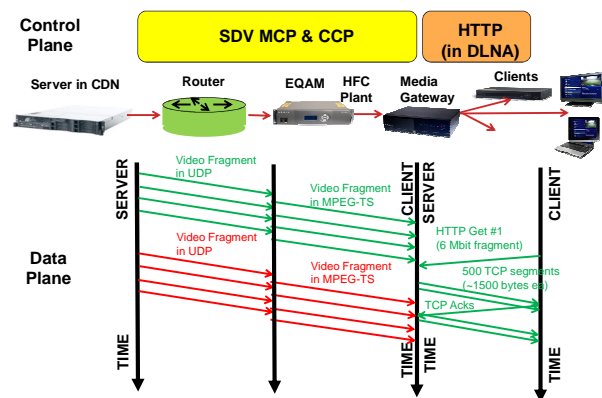 Control
Plane
SDV MCP & CCP
HTTP
(in DLNA)
Server in CDN
Router
EQAM
HFC
Plant
Media
Gateway
Clients
SERVER
Video Fragment
in UDP
Video Fragment
in MPEG-TS
CLIENT
SERVER
CLIENT
HTTP Get #1
(6 Mbit fragment)
Data
Plane
Video Fragment
in UDP
Video Fragment
in MPEG-TS
500 TCP segments
(~1500 bytes ea)
TCP Acks
TIME
TIME
TIME
TIME